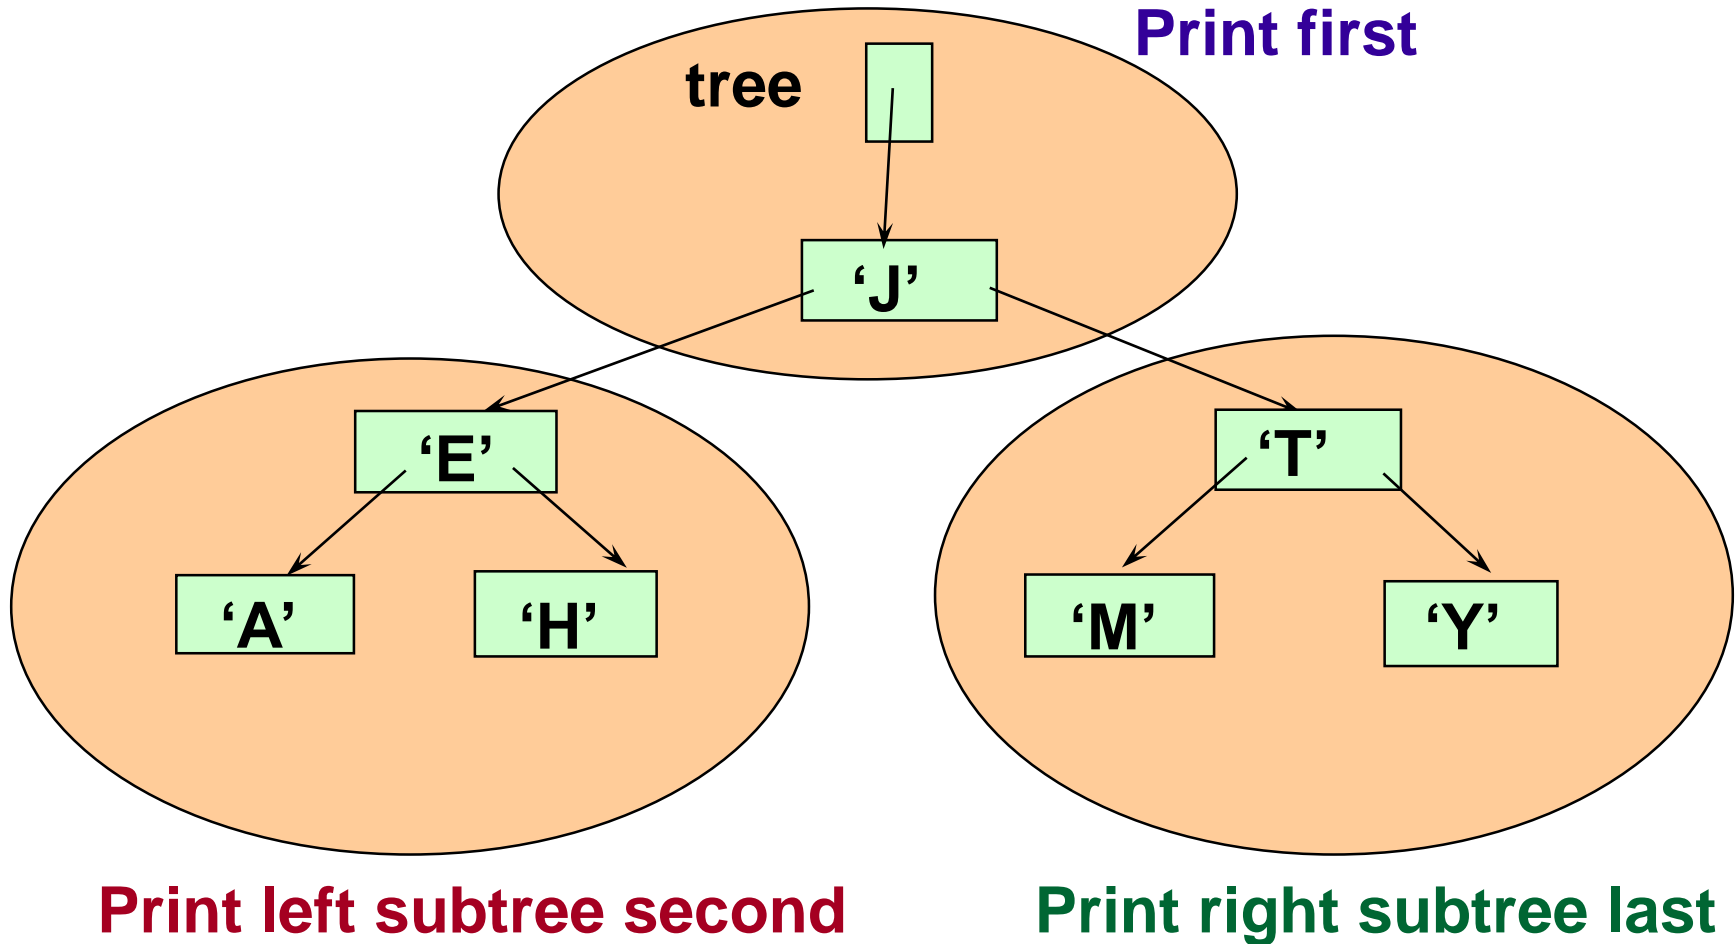 Print first
tree
‘J’
‘E’
‘T’
‘A’
‘H’
‘M’
‘Y’
Print left subtree second
Print right subtree last